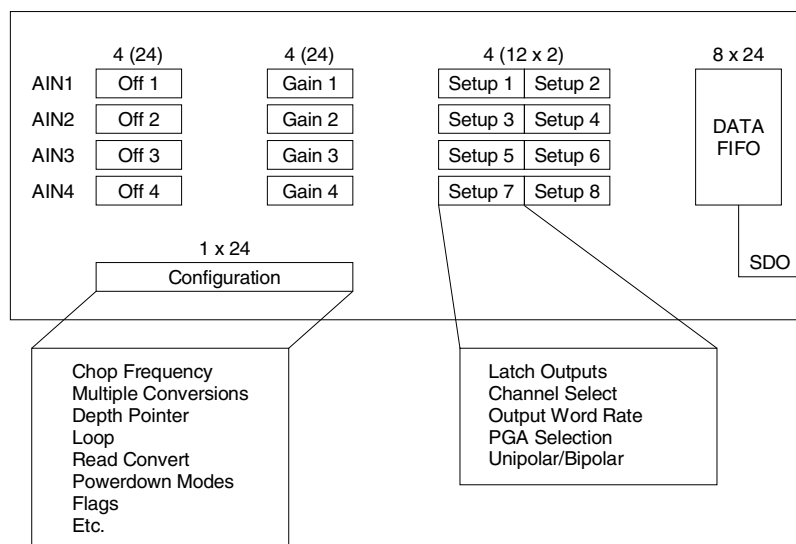 4 (24) 4 (24) 4 (12 x 2) 8 x 24
AIN1 Off 1 Gain 1 Setup 1 Setup 2
AIN2 Off 2 Gain 2 Setup 3 Setup 4
AIN3 Off 3 Gain 3 Setup 5 Setup 6
AIN4 Off 4 Gain 4 Setup 7 Setup 8
DATA
FIFO
SDO
1 x 24
Configuration
Chop Frequency
Multiple Conversions
Depth Pointer
Loop
Read Convert
Powerdown Modes
Flags
Etc.
Latch Outputs
Channel Select
Output Word Rate
PGA Selection
Unipolar/Bipolar